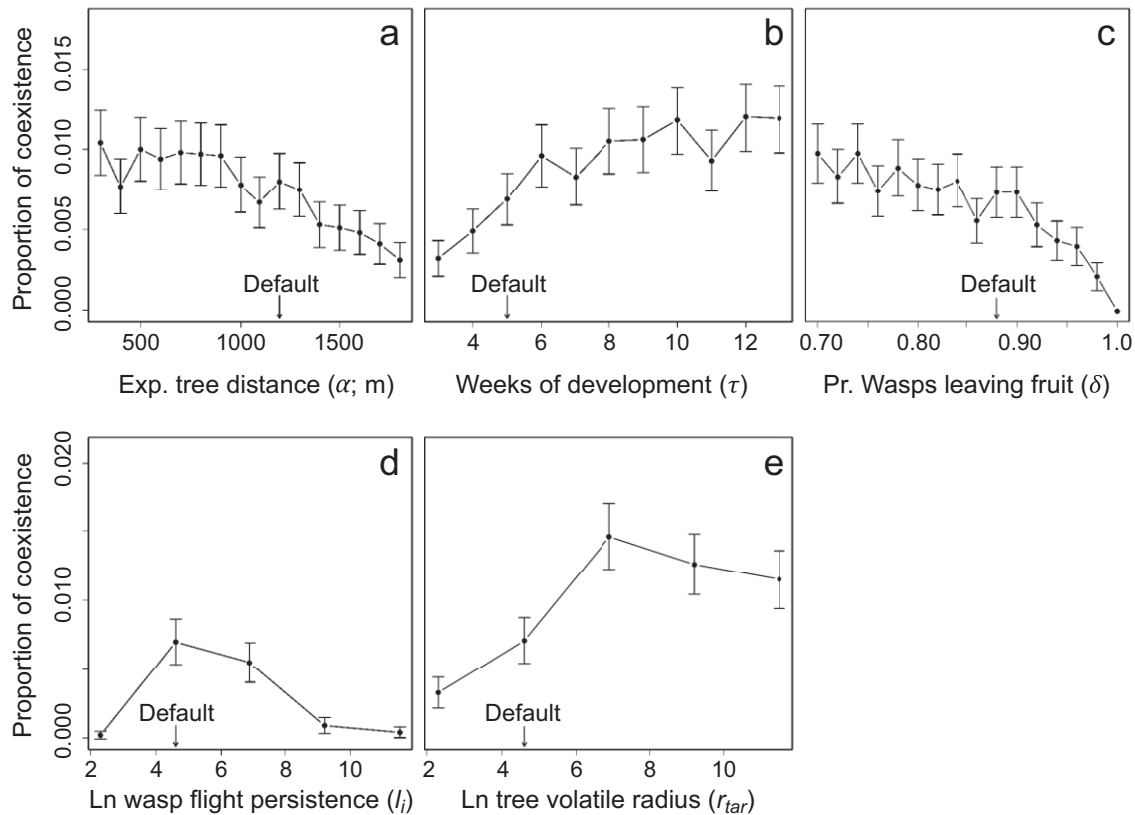 a
b
c
Proportion of coexistence
0.015
0.010
0.005
0.000
Default
Default
Default
500 1000 1500
4 6 8 10 12
0.70 0.80 0.90 1.0
Exp. tree distance (α; m)
Weeks of development (τ)
Pr. Wasps leaving fruit (δ)
d
e
Proportion of coexistence
0.020
0.010
0.000
Default
Default
2 4 6 8 10
2 4 6 8 10
Ln wasp flight persistence (lᵢ)
Ln tree volatile radius (rtar)